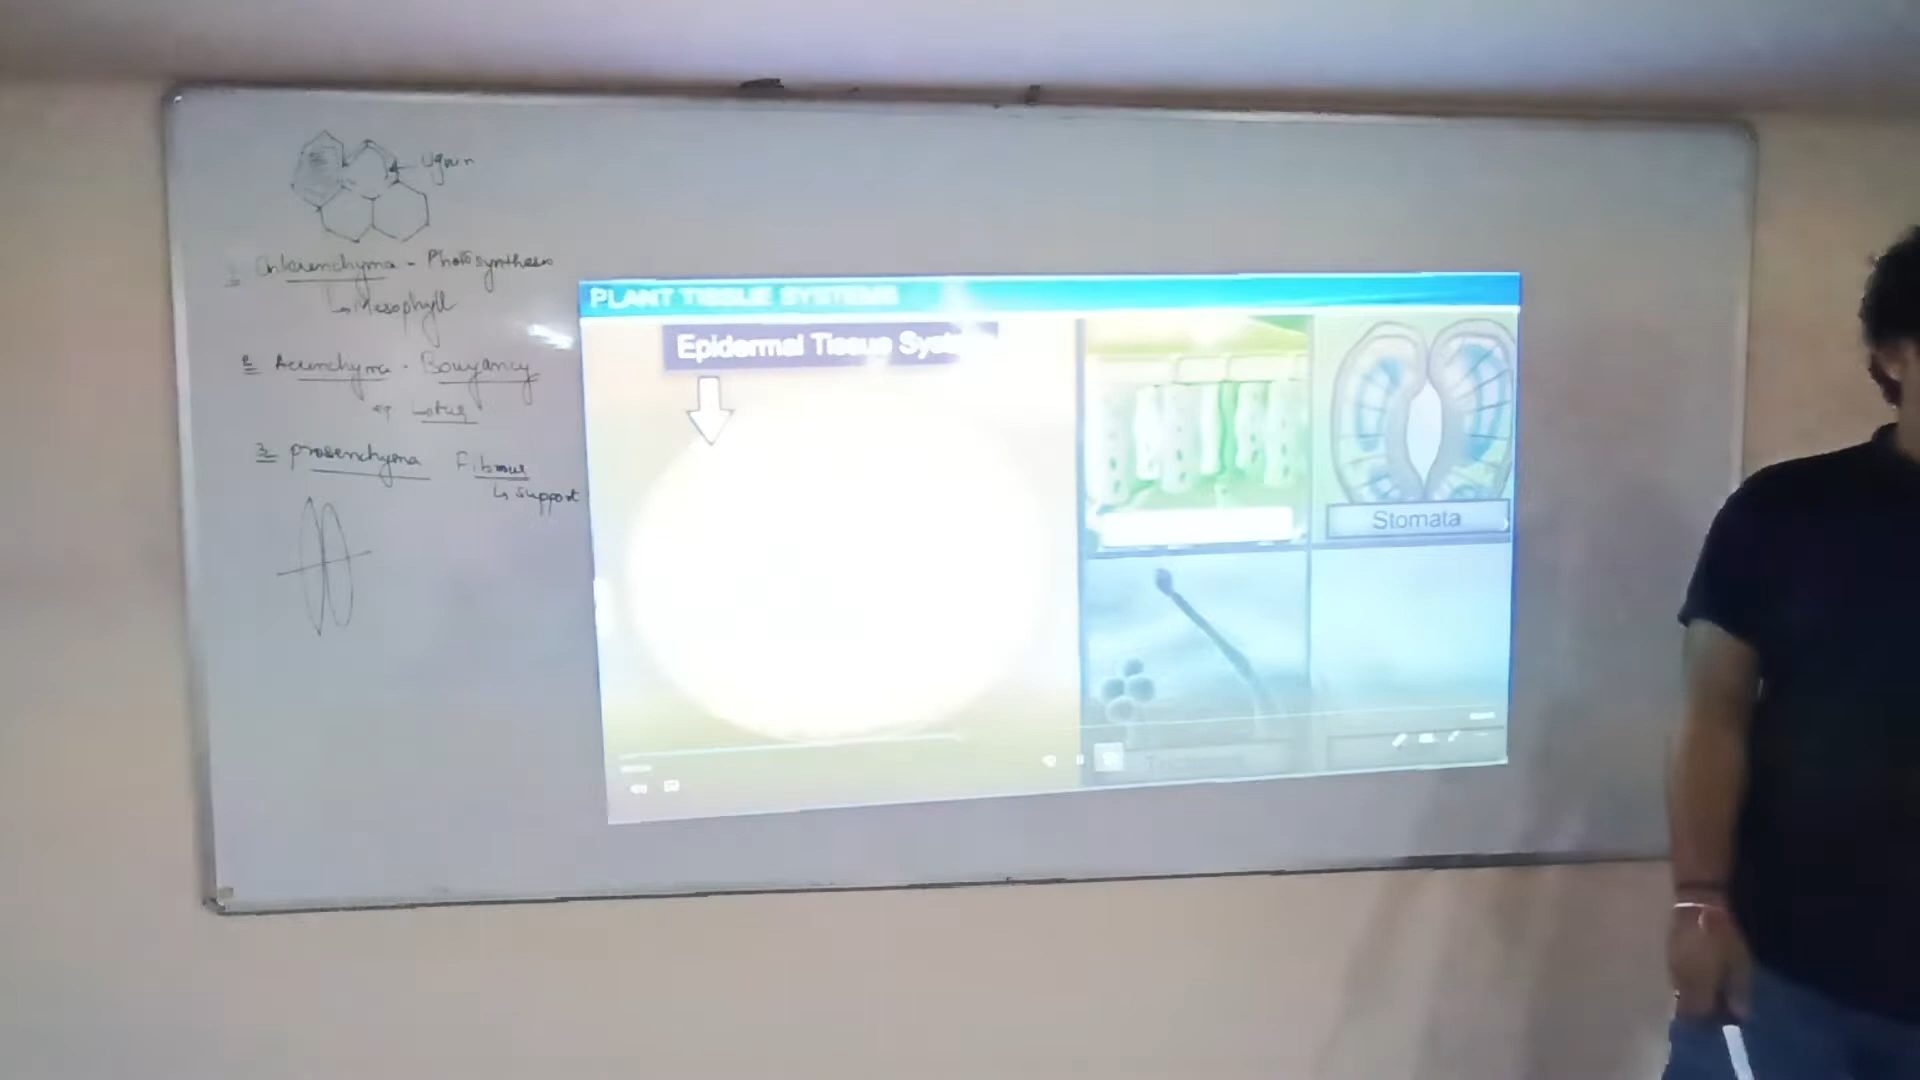 Lignin
1 Chlorenchyma - Photosynthesis
↳ Mesophyll
2 Aerenchyma - Bouyancy
eg Lotus
3 Prosenchyma Fibrous
↳ support
PLANT TISSUE SYSTEMS
Epidermal Tissue System
Stomata